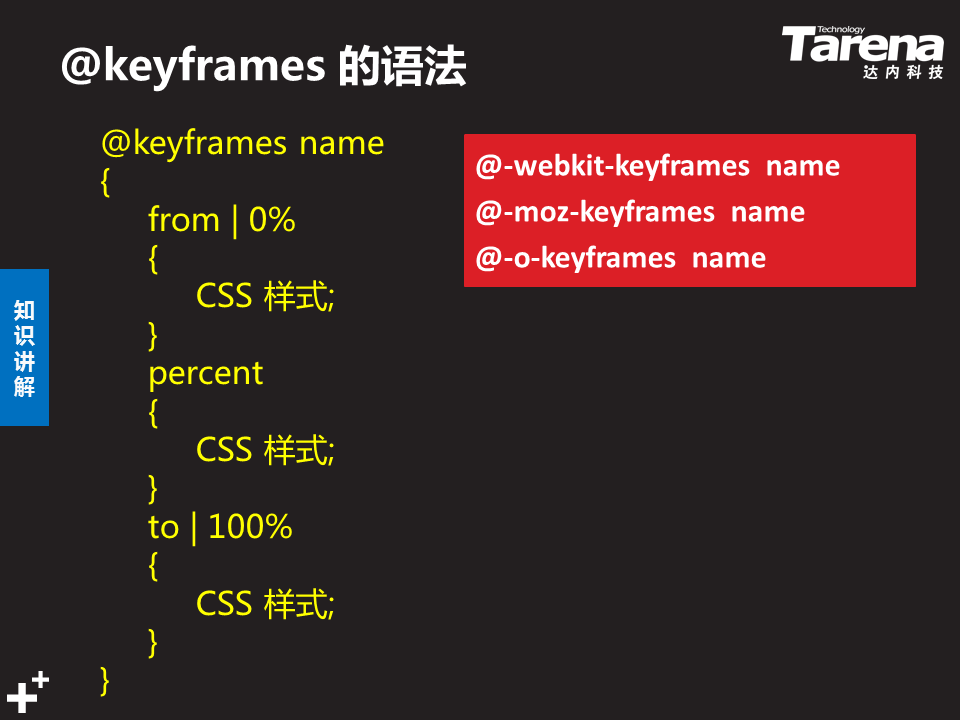 @keyframes 的语法
Technology
Tarena
达内科技
@keyframes name
{
from | 0%
{
CSS 样式;
}
percent
{
CSS 样式;
}
to | 100%
{
CSS 样式;
}
}
@-webkit-keyframes name
@-moz-keyframes name
@-o-keyframes name
知
识
讲
解